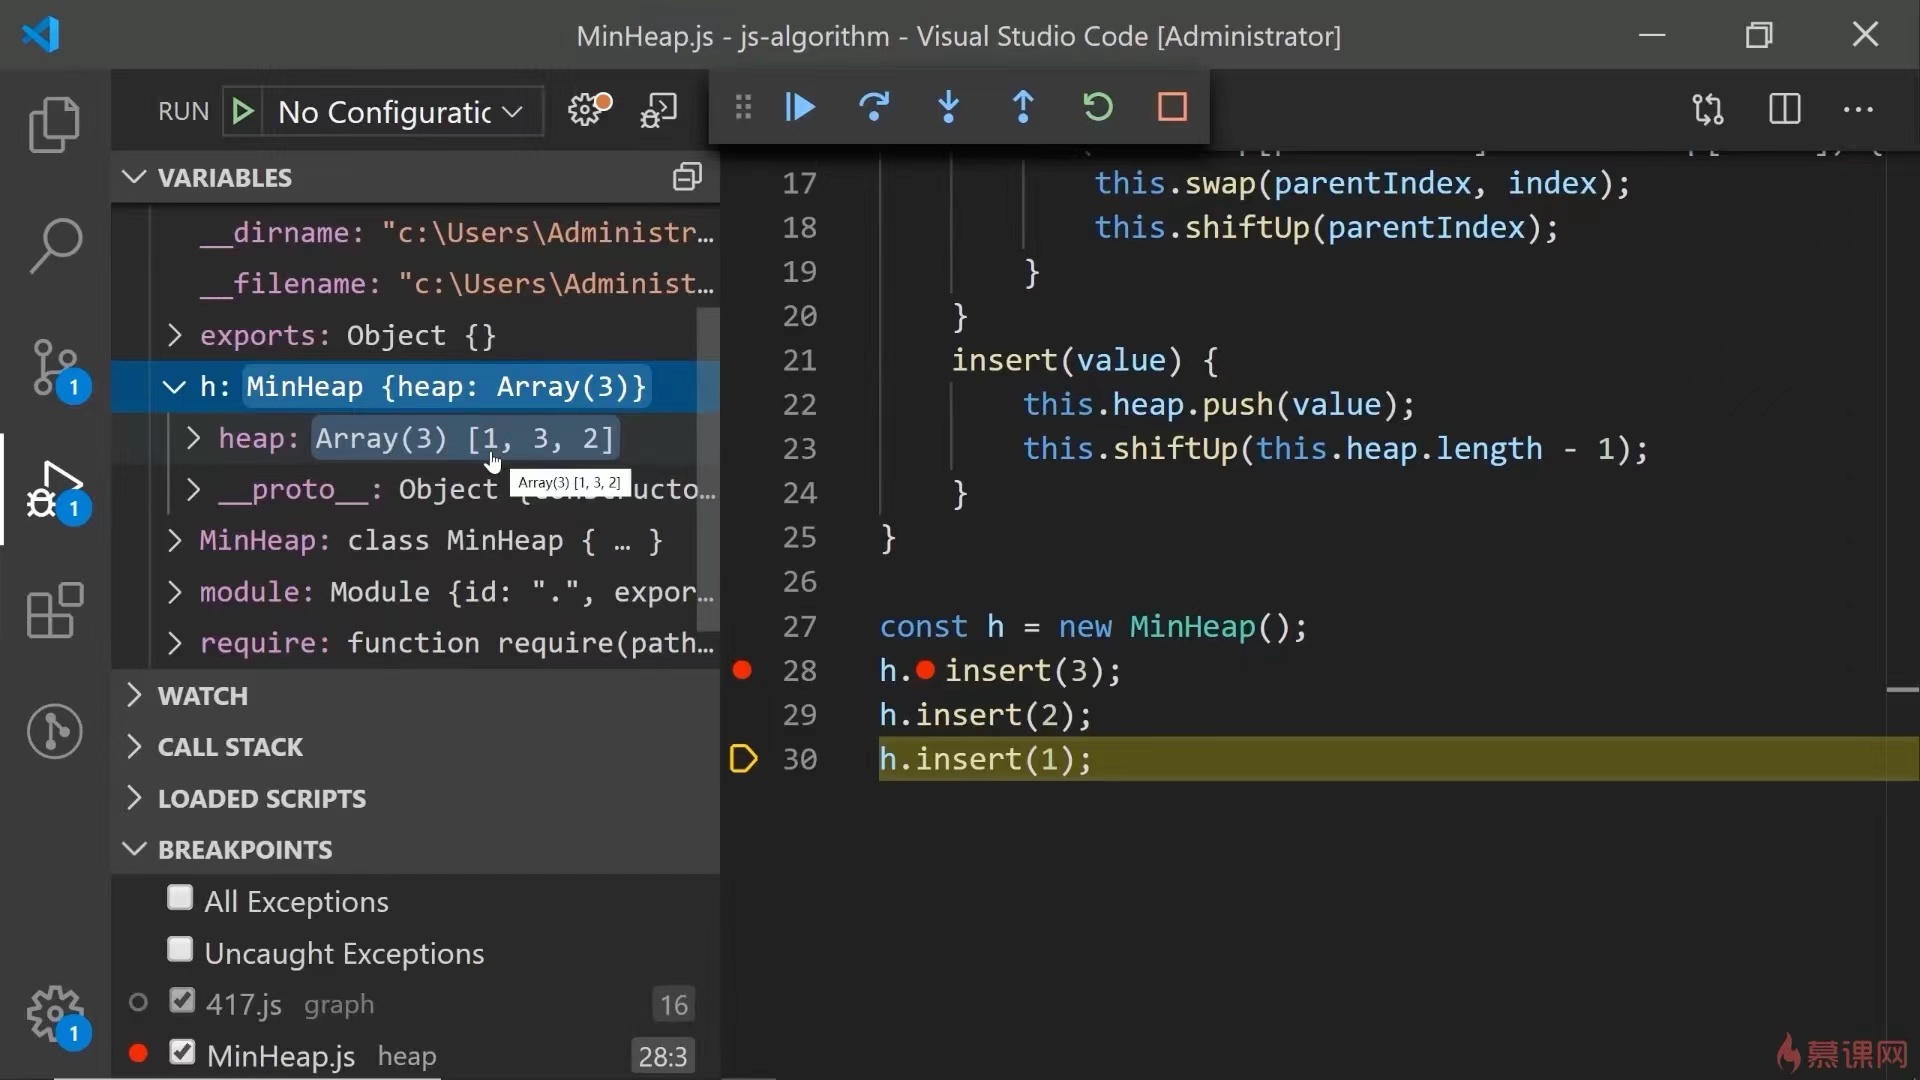 MinHeap.js - js-algorithm - Visual Studio Code [Administrator]
RUN
No Configuratic
VARIABLES
__dirname: "c:\Users\Administr…
__filename: "c:\Users\Administ…
exports: Object {}
h: MinHeap {heap: Array(3)}
heap: Array(3) [1, 3, 2]
Array(3) [1, 3, 2]
__proto__: Object
MinHeap: class MinHeap { … }
module: Module {id: ".", expor…
require: function require(path…
WATCH
CALL STACK
LOADED SCRIPTS
BREAKPOINTS
All Exceptions
Uncaught Exceptions
417.js graph 16
MinHeap.js heap 28:3
1
1
1
17 this.swap(parentIndex, index);
18 this.shiftUp(parentIndex);
19 }
20 }
21 insert(value) {
22 this.heap.push(value);
23 this.shiftUp(this.heap.length - 1);
24 }
25 }
26
27 const h = new MinHeap();
28 h.insert(3);
29 h.insert(2);
30 h.insert(1);
慕课网